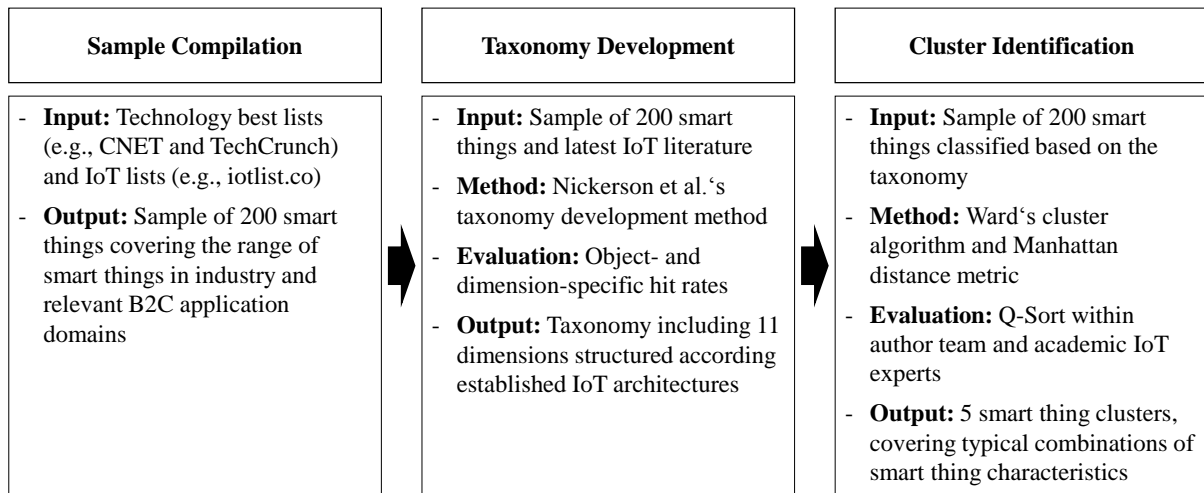 Sample Compilation
- Input: Technology best lists
(e.g., CNET and TechCrunch)
and IoT lists (e.g., iotlist.co)
- Output: Sample of 200 smart
things covering the range of
smart things in industry and
relevant B2C application
domains
Taxonomy Development
- Input: Sample of 200 smart
things and latest IoT literature
- Method: Nickerson et al.‘s
taxonomy development method
- Evaluation: Object- and
dimension-specific hit rates
- Output: Taxonomy including 11
dimensions structured according
established IoT architectures
Cluster Identification
- Input: Sample of 200 smart
things classified based on the
taxonomy
- Method: Ward‘s cluster
algorithm and Manhattan
distance metric
- Evaluation: Q-Sort within
author team and academic IoT
experts
- Output: 5 smart thing clusters,
covering typical combinations of
smart thing characteristics